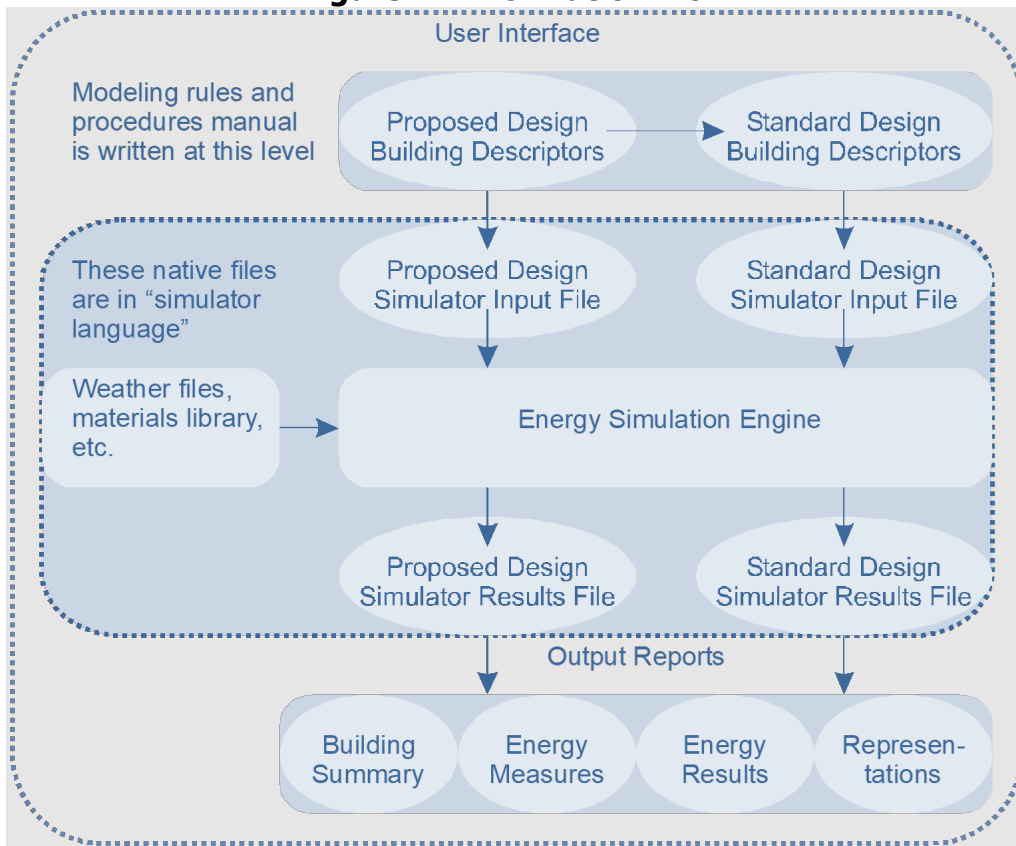 User Interface
Modeling rules and
procedures manual
is written at this level
Proposed Design
Building Descriptors
Standard Design
Building Descriptors
These native files
are in “simulator
language”
Proposed Design
Simulator Input File
Standard Design
Simulator Input File
Weather files,
materials library,
etc.
Energy Simulation Engine
Proposed Design
Simulator Results File
Standard Design
Simulator Results File
Output Reports
Building
Summary
Energy
Measures
Energy
Results
Represen-
tations